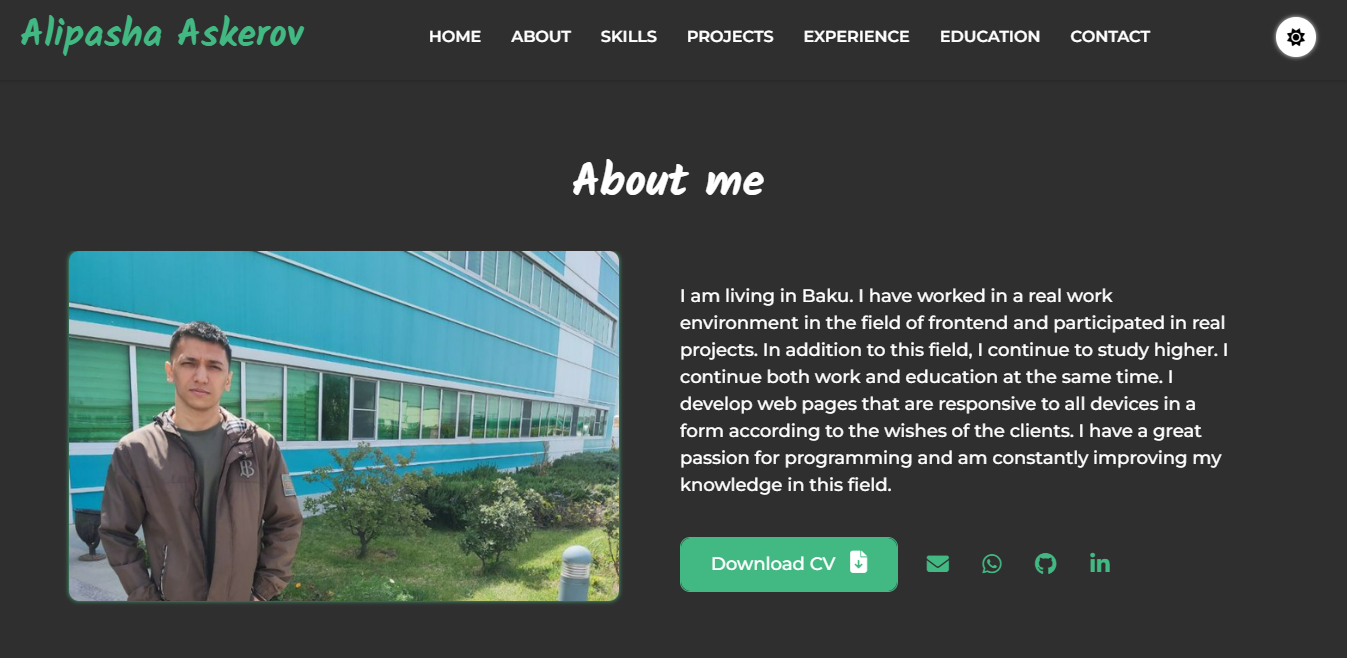 Alipasha Askerov
HOME ABOUT SKILLS PROJECTS EXPERIENCE EDUCATION CONTACT
About me
I am living in Baku. I have worked in a real work
environment in the field of frontend and participated in real
projects. In addition to this field, I continue to study higher. I
continue both work and education at the same time. I
develop web pages that are responsive to all devices in a
form according to the wishes of the clients. I have a great
passion for programming and am constantly improving my
knowledge in this field.
Download CV